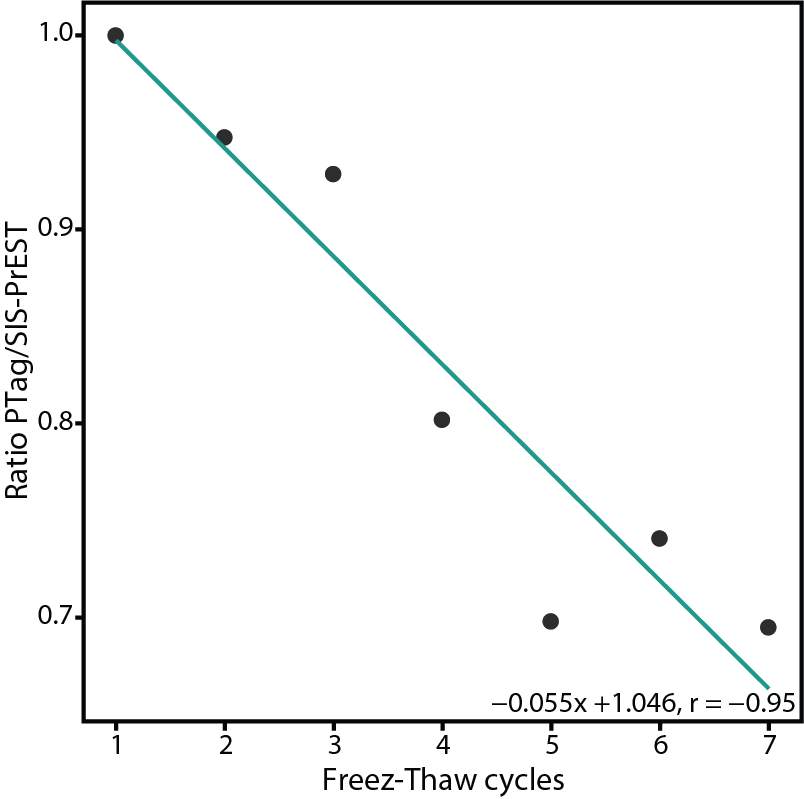 1.0
0.9
0.8
0.7
Ratio PTag/SIS-PrEST
−0.055x +1.046, r = −0.95
1 2 3 4 5 6 7
Freez-Thaw cycles